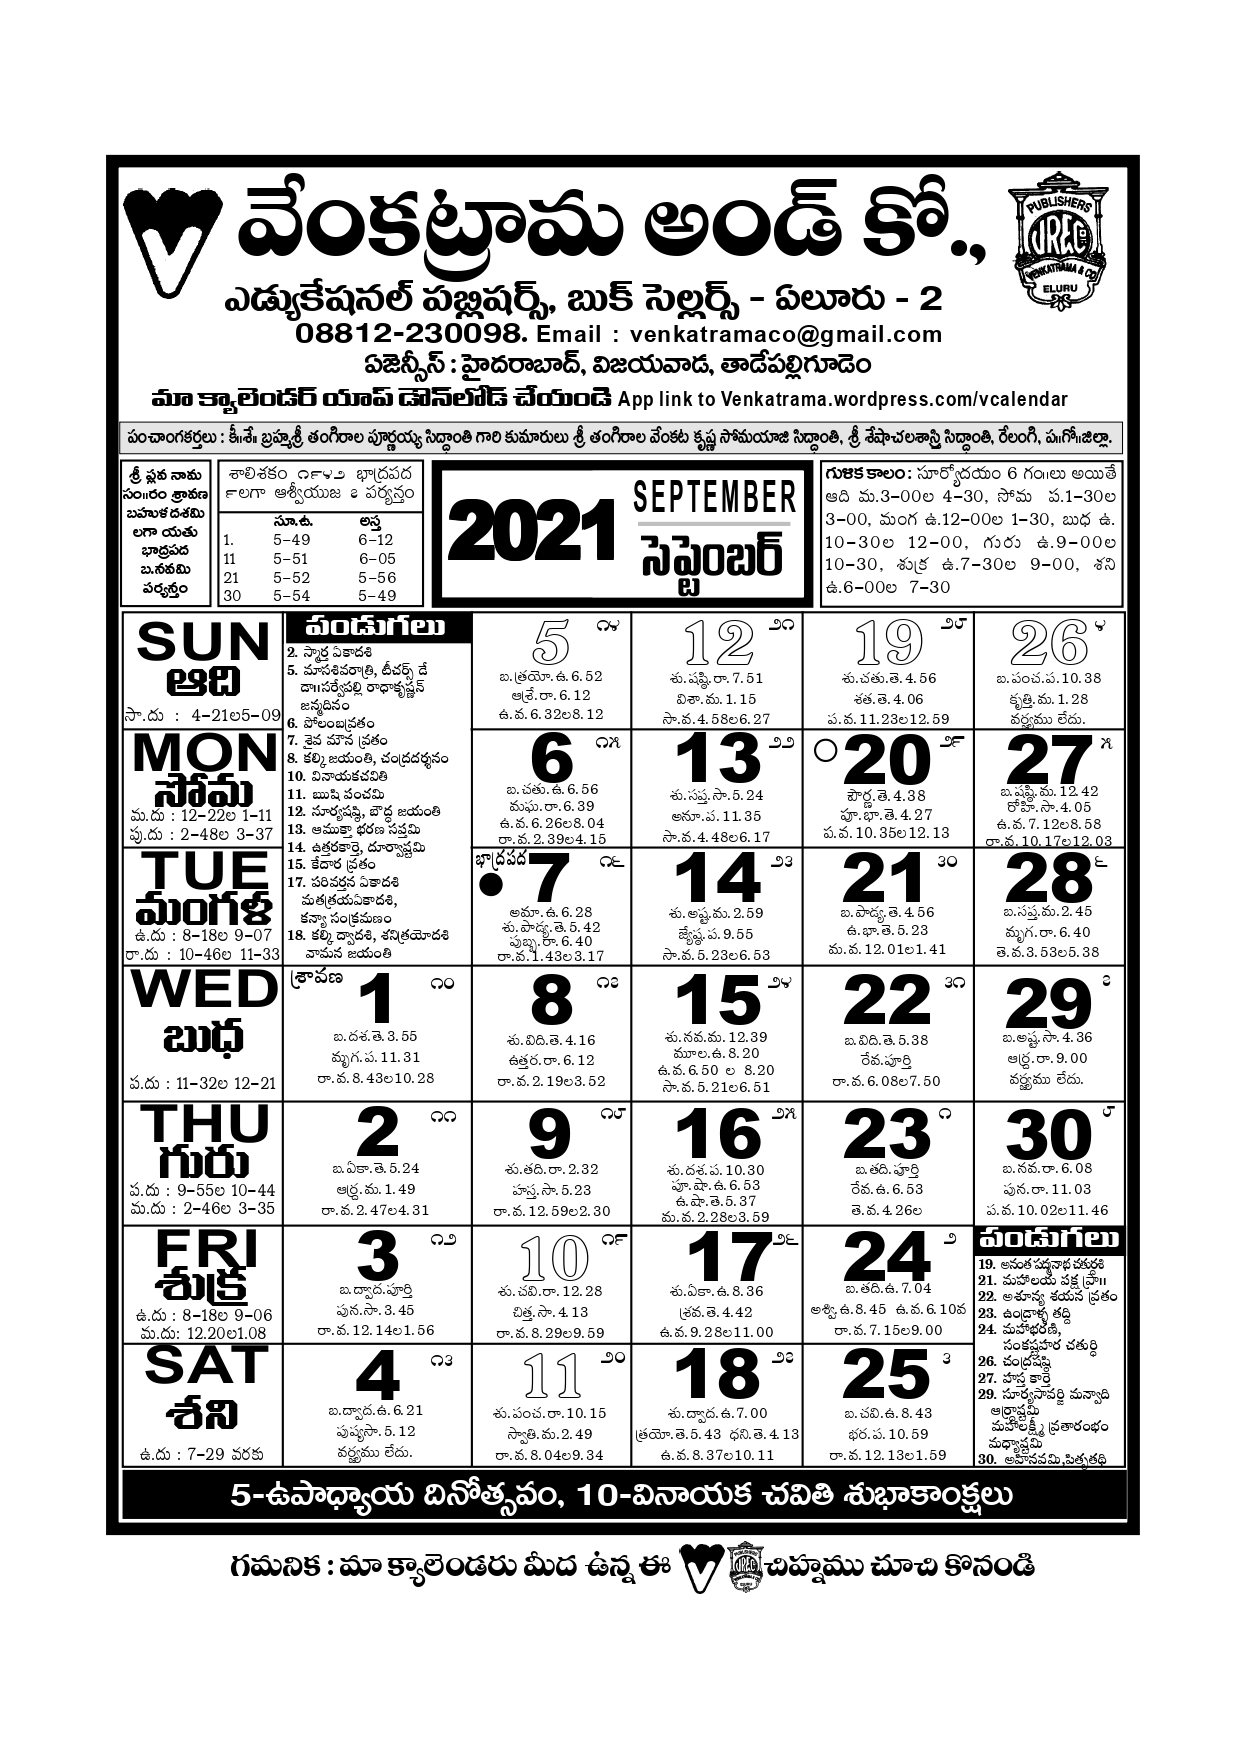 వేంకట్రామ అండ్ కో.,
PUBLISHERS
VREC
VENKATRAMA & CO
ELURU
ఎడ్యుకేషనల్ పబ్లిషర్స్, బుక్ సెల్లర్స్ - ఏలూరు - 2
08812-230098. Email : venkatramaco@gmail.com
ఏజెన్సీస్ : హైదరాబాద్, విజయవాడ, తాడేపల్లిగూడెం
మా క్యాలెండర్ యాప్ డౌన్‌లోడ్ చేయండి App link to Venkatrama.wordpress.com/vcalendar
పంచాంగకర్తలు : కీ॥శే॥ బ్రహ్మశ్రీ తంగిరాల పూర్ణయ్య సిద్ధాంతి గారి కుమారులు శ్రీ తంగిరాల వేంకట కృష్ణ సోమయాజి సిద్ధాంతి, శ్రీ శేషాచలశాస్త్రి సిద్ధాంతి, రేలంగి, ప॥గో॥జిల్లా.
శ్రీ ప్లవ నామ
సం॥రం శ్రావణ
బహుళ దశమి
లగా యతు
భాద్రపద
బ.నవమి
పర్యన్తం
శాలిశకం ౧౯౪౨ భాద్రపద
౯లగా ఆశ్వీయుజ ౭ పర్యన్తం
సూ.ఉ. అస్త
1. 5-49 6-12
11 5-51 6-05
21 5-52 5-56
30 5-54 5-49
2021
SEPTEMBER
సెప్టెంబర్
గుళిక కాలం : సూర్యోదయం 6 గం॥లు అయితే
ఆది మ.3-00ల 4-30, సోమ ప.1-30ల
3-00, మంగ ఉ.12-00ల 1-30, బుధ ఉ.
10-30ల 12-00, గురు ఉ.9-00ల
10-30, శుక్ర ఉ.7-30ల 9-00, శని
ఉ.6-00ల 7-30
SUN
ఆది
సా.దు : 4-21ల5-09
పండుగలు
2. స్మార్త ఏకాదశి
5. మాసశివరాత్రి, టీచర్స్ డే
డా॥సర్వేపల్లి రాధాకృష్ణన్
జన్మదినం
6. పోలంబవ్రతం
7. శైవ మౌన వ్రతం
8. కల్కి జయంతి, చంద్రదర్శనం
10. వినాయకచవితి
11. ఋషి పంచమి
12. సూర్యషష్ఠి, బౌద్ధ జయంతి
13. ఆముక్తా భరణ సప్తమి
14. ఉత్తరకార్తె, దూర్వాష్టమి
15. కేదార వ్రతం
17. పరివర్తన ఏకాదశి
మతత్రయఏకాదశి,
కన్యా సంక్రమణం
18. కల్కి ద్వాదశి, శనిత్రయోదశి
వామన జయంతి
5 ౧౪
బ.త్రయో.ఉ.6.52
ఆశ్రే.రా.6.12
ఉ.వ.6.32ల8.12
12 ౨౧
శు.షష్ఠి.రా.7.51
విశా.మ.1.15
సా.వ.4.58ల6.27
19 ౨౮
శు.చతు.తె.4.56
శత.తె.4.06
ప.వ.11.23ల12.59
26 ౪
బ.పంచ.ప.10.38
కృత్తి.మ.1.28
వర్జ్యము లేదు.
MON
సోమ
మ.దు : 12-22ల 1-11
పు.దు : 2-48ల 3-37
6 ౧౫
బ.చతు.ఉ.6.56
మఘ.రా.6.39
ఉ.వ.6.26ల8.04
రా.వ.2.39ల4.15
13 ౨౨
శు.సప్త.సా.5.24
అనూ.ప.11.35
సా.వ.4.48ల6.17
20 ౨౯
పౌర్ణ.తె.4.38
పూ.భా.తె.4.27
ప.వ.10.35ల12.13
27 ౫
బ.షష్ఠి.మ.12.42
రోహి.సా.4.05
ఉ.వ.7.12ల8.58
రా.వ.10.17ల12.03
TUE
మంగళ
ఉ.దు : 8-18ల 9-07
రా.దు : 10-46ల 11-33
భాద్రపద
7 ౧౬
అమా.ఉ.6.28
శు.పాడ్య.తె.5.42
పుబ్బ.రా.6.40
రా.వ.1.43ల3.17
14 ౨౩
శు.అష్ట.మ.2.59
జ్యేష్ఠ.ప.9.55
సా.వ.5.23ల6.53
21 ౩౦
బ.పాడ్య.తె.4.56
ఉ.భా.తె.5.23
మ.వ.12.01ల1.41
28 ౬
బ.సప్త.మ.2.45
మృగ.రా.6.40
తె.వ.3.53ల5.38
WED
బుధ
ప.దు : 11-32ల 12-21
శ్రావణ
1 ౧౦
బ.దశ.తె.3.55
మృగ.ప.11.31
రా.వ.8.43ల10.28
8 ౧౭
శు.విది.తె.4.16
ఉత్తర.రా.6.12
రా.వ.2.19ల3.52
15 ౨౪
శు.నవ.మ.12.39
మూల.ఉ.8.20
ఉ.వ.6.50 ల 8.20
సా.వ.5.21ల6.51
22 ౩౧
బ.విది.తె.5.38
రేవ.పూర్తి
రా.వ.6.08ల7.50
29 ౭
బ.అష్ట.సా.4.36
ఆర్ద్ర.రా.9.00
వర్జ్యము లేదు.
THU
గురు
ప.దు : 9-55ల 10-44
మ.దు : 2-46ల 3-35
2 ౧౧
బ.ఏకా.తె.5.24
ఆర్ద్ర.మ.1.49
రా.వ.2.47ల4.31
9 ౧౮
శు.తది.రా.2.32
హస్త.సా.5.23
రా.వ.12.59ల2.30
16 ౨౫
శు.దశ.ప.10.30
పూ.షా.ఉ.6.53
ఉ.షా.తె.5.37
మ.వ.2.28ల3.59
23 ౧
బ.తది.పూర్తి
రేవ.ఉ.6.53
తె.వ.4.26ల
30 ౮
బ.నవ.రా.6.08
పున.రా.11.03
ప.వ.10.02ల11.46
FRI
శుక్ర
ఉ.దు : 8-18ల 9-06
మ.దు: 12.20ల1.08
3 ౧౨
బ.ద్వాద.పూర్తి
పున.సా.3.45
రా.వ.12.14ల1.56
10 ౧౯
శు.చవి.రా.12.28
చిత్త.సా.4.13
రా.వ.8.29ల9.59
17 ౨౬
శు.ఏకా.ఉ.8.36
శ్రవ.తె.4.42
ఉ.వ.9.28ల11.00
24 ౨
బ.తది.ఉ.7.04
అశ్వి.ఉ.8.45 ఉ.వ.6.10వ
రా.వ.7.15ల9.00
పండుగలు
19. అనంతపద్మనాభచతుర్దశి
21. మహాలయ పక్ష ప్రా॥
22. అశూన్య శయన వ్రతం
23. ఉండ్రాళ్ళ తద్ది
24. మహాభరణి,
సంకష్టహర చతుర్థి
26. చంద్రషష్ఠి
27. హస్త కార్తె
29. సూర్యసావర్ణి మన్వాది
ఆర్ద్రాష్టమి
మహాలక్ష్మీ వ్రతారంభం
మధ్యాష్టమి
30. అవిధవనవమి,పితృతిథి
SAT
శని
ఉ.దు : 7-29 వరకు
4 ౧౩
బ.ద్వాద.ఉ.6.21
పుష్యసా.5.12
వర్జ్యము లేదు.
11 ౨౦
శు.పంచ.రా.10.15
స్వాతి.మ.2.49
రా.వ.8.04ల9.34
18 ౨౭
శు.ద్వాద.ఉ.7.00
త్రయో.తె.5.43 ధని.తె.4.13
ఉ.వ.8.37ల10.11
25 ౩
బ.చవి.ఉ.8.43
భర.ప.10.59
రా.వ.12.13ల1.59
5-ఉపాధ్యాయ దినోత్సవం, 10-వినాయక చవితి శుభాకాంక్షలు
గమనిక : మా క్యాలెండరు మీద ఉన్న ఈ చిహ్నము చూచి కొనండి